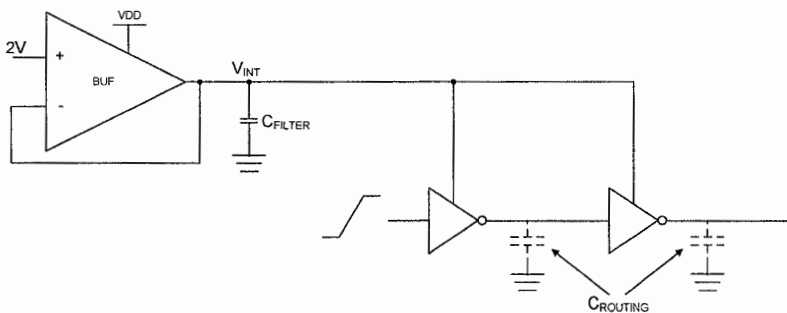 VDD
2V
+
BUF
-
VINT
CFILTER
CROUTING